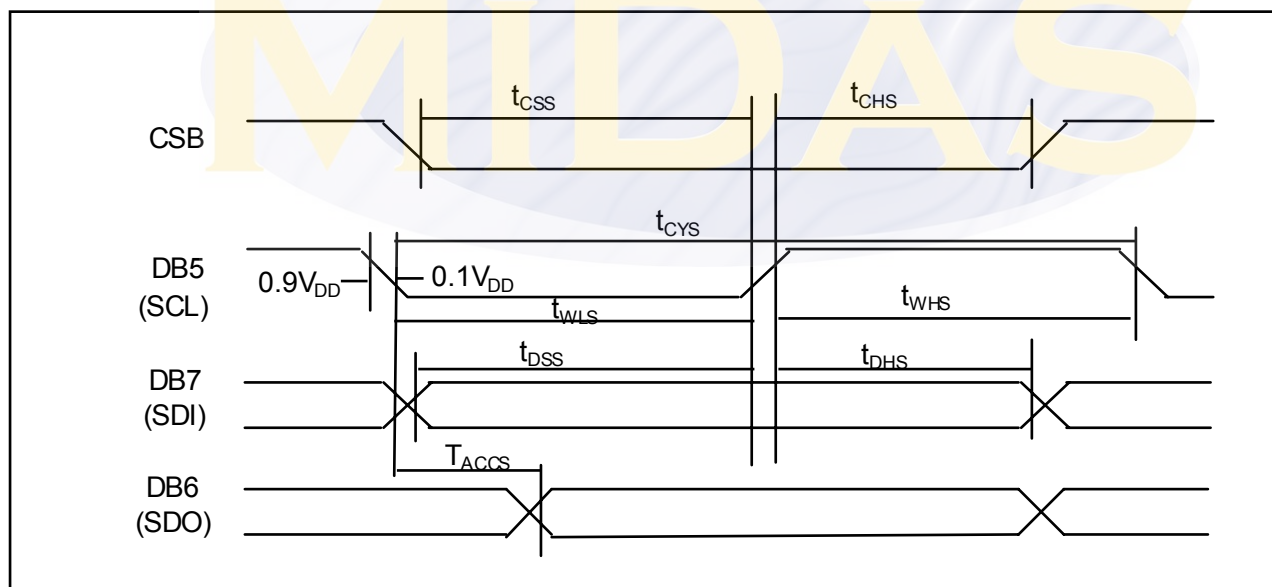 MIDAS
tCSS
tCHS
CSB
tCYS
DB5
(SCL)
0.9VDD
0.1VDD
tWLS
tWHS
tDSS
tDHS
DB7
(SDI)
TACCS
DB6
(SDO)